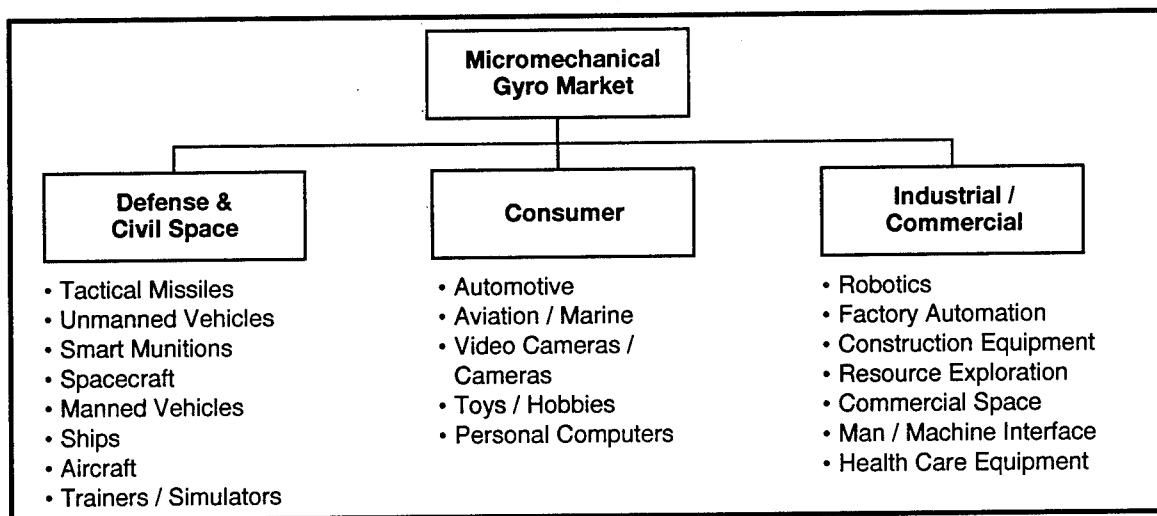 Micromechanical
Gyro Market
Defense &
Civil Space
• Tactical Missiles
• Unmanned Vehicles
• Smart Munitions
• Spacecraft
• Manned Vehicles
• Ships
• Aircraft
• Trainers / Simulators
Consumer
• Automotive
• Aviation / Marine
• Video Cameras /
Cameras
• Toys / Hobbies
• Personal Computers
Industrial /
Commercial
• Robotics
• Factory Automation
• Construction Equipment
• Resource Exploration
• Commercial Space
• Man / Machine Interface
• Health Care Equipment